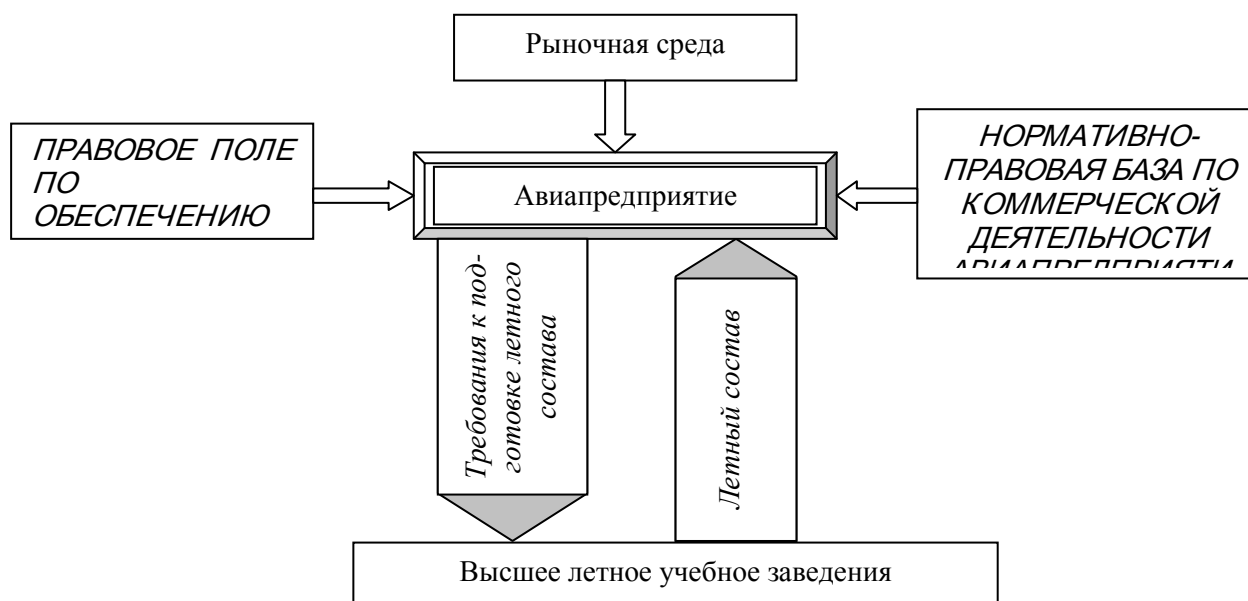 Рыночная среда
ПРАВОВОЕ ПОЛЕ
ПО
ОБЕСПЕЧЕНИЮ
Авиапредприятие
НОРМАТИВНО-
ПРАВОВАЯ БАЗА ПО
КОММЕРЧЕСКОЙ
ДЕЯТЕЛЬНОСТИ
АВИАПРЕДПРИЯТИ
Требования к под-
готовке летного
состава
Летный состав
Высшее летное учебное заведения